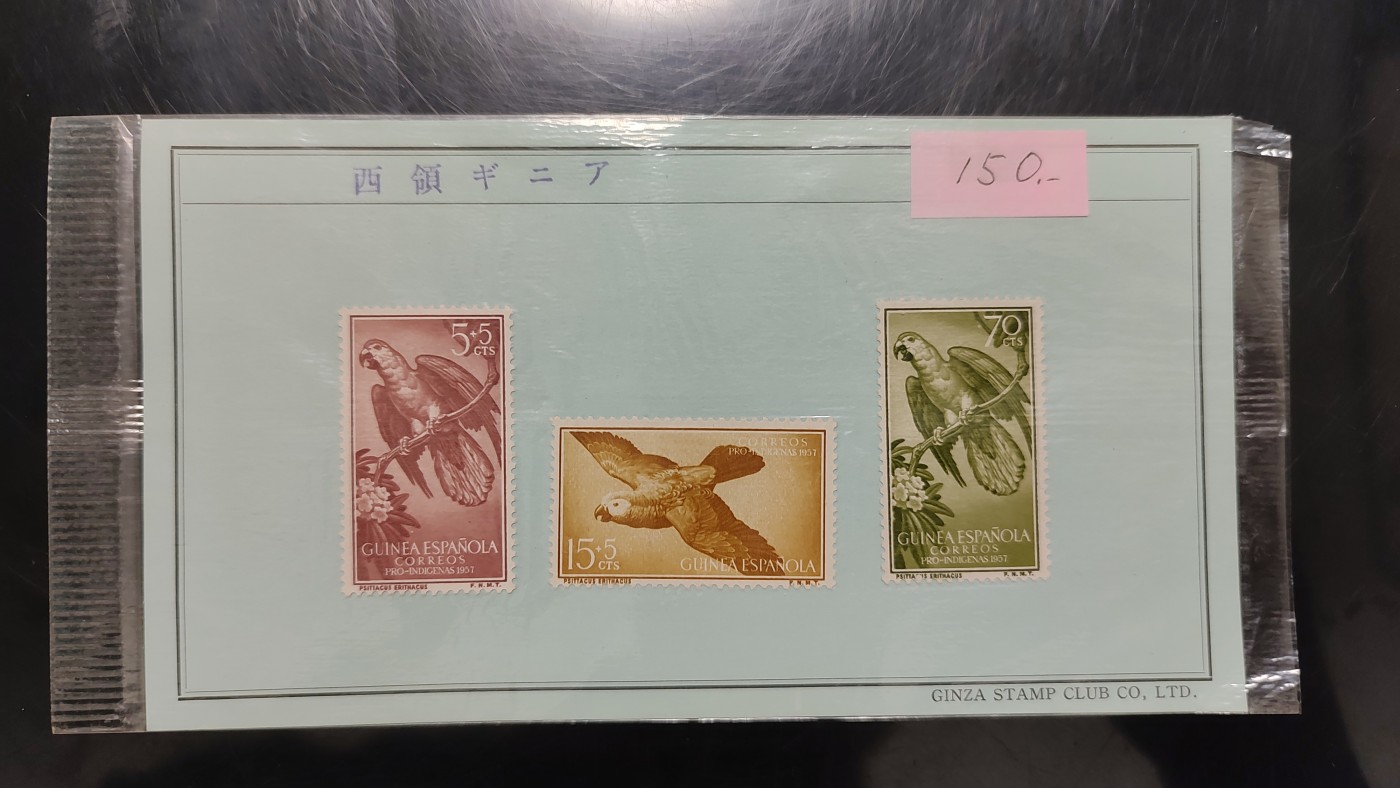 西領ギニア
150.-
5+5
CTS
GUINEA ESPAÑOLA
CORREOS
PRO-INDIGENAS 1957
PSITTACUS ERITHACUS
F.N.M.T.
CORREOS
PRO-INDIGENAS 1957
15+5
CTS
GUINEA ESPAÑOLA
PSITTACUS ERITHACUS
F.N.M.T.
70
CTS
GUINEA ESPAÑOLA
CORREOS
PRO-INDIGENAS 1957
F.N.M.T.
GINZA STAMP CLUB CO, LTD.